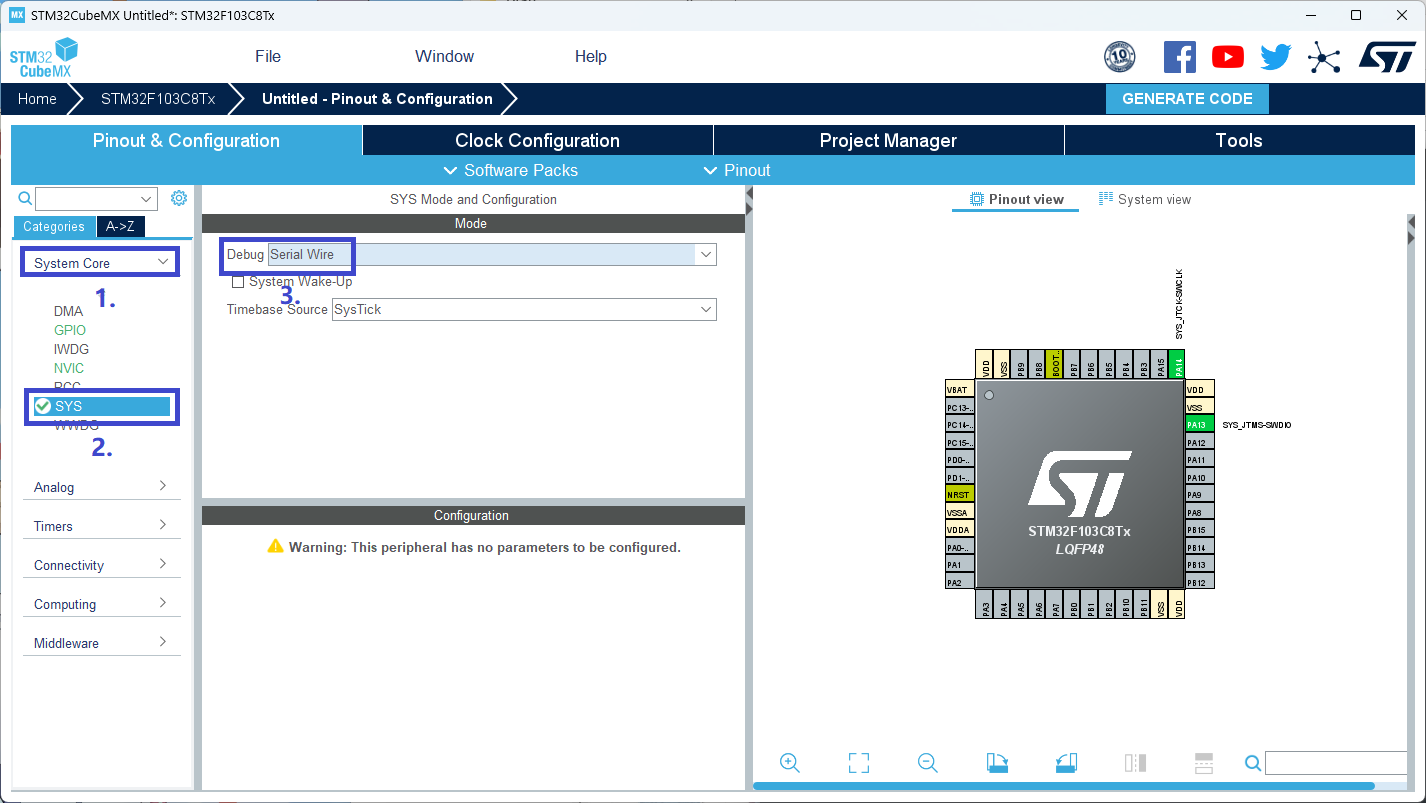 MX STM32CubeMX Untitled*: STM32F103C8Tx
STM32
CubeMX
File
Window
Help
10
Home
STM32F103C8Tx
Untitled - Pinout & Configuration
GENERATE CODE
Pinout & Configuration
Clock Configuration
Project Manager
Tools
Software Packs
Pinout
Categories
A->Z
System Core
1.
DMA
GPIO
IWDG
NVIC
RCC
SYS
WWDG
2.
Analog
Timers
Connectivity
Computing
Middleware
SYS Mode and Configuration
Mode
Debug Serial Wire
System Wake-Up
3.
Timebase Source SysTick
Configuration
Warning: This peripheral has no parameters to be configured.
Pinout view
System view
SYS_JTCK-SWCLK
VDD
VSS
PB9
PB8
BOOT..
PB7
PB6
PB5
PB4
PB3
PA15
PA14
VBAT
PC13-..
PC14-..
PC15-..
PD0-..
PD1-..
NRST
VSSA
VDDA
PA0-..
PA1
PA2
STM32F103C8Tx
LQFP48
VDD
VSS
PA13 SYS_JTMS-SWDIO
PA12
PA11
PA10
PA9
PA8
PB15
PB14
PB13
PB12
PA3
PA4
PA5
PA6
PA7
PB0
PB1
PB2
PB10
PB11
VSS
VDD